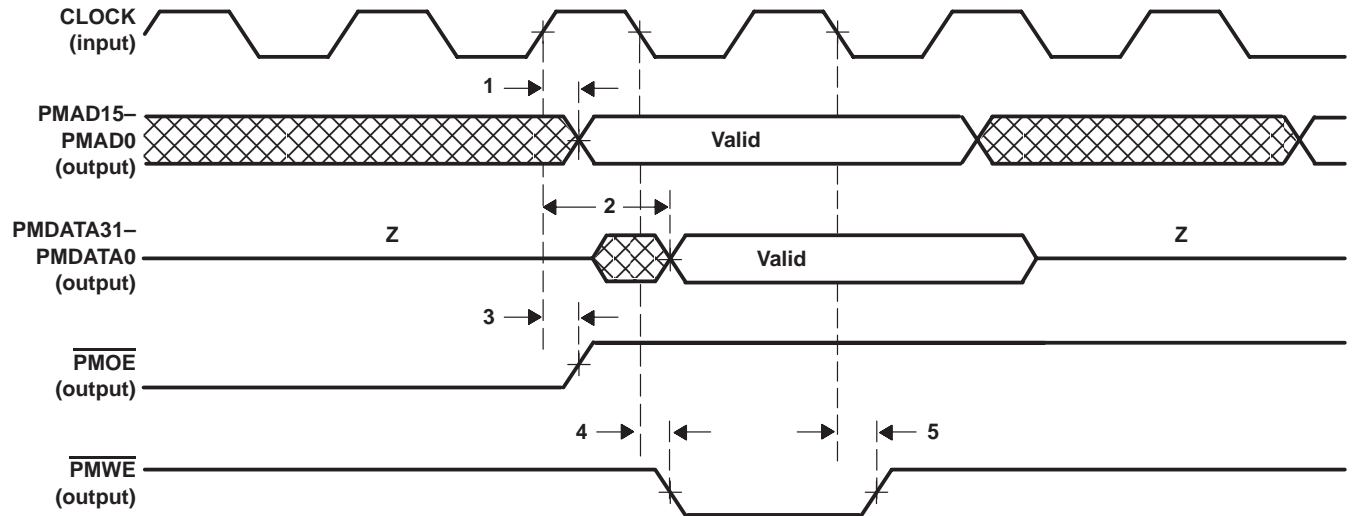 CLOCK
(input)
1
PMAD15–
PMAD0
(output)
Valid
2
PMDATA31–
PMDATA0
(output)
Z
Valid
Z
3
PMOE
(output)
4
5
PMWE
(output)